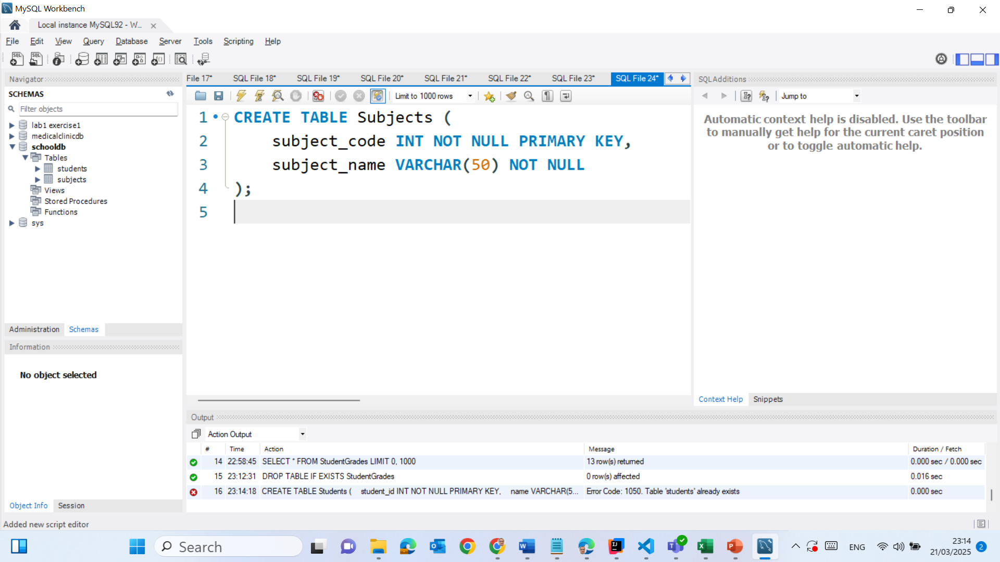 MySQL Workbench
Local instance MySQL92 - W...
File Edit View Query Database Server Tools Scripting Help
Navigator
SCHEMAS
Filter objects
lab1 exercise1
medicalclinicdb
schooldb
Tables
students
subjects
Views
Stored Procedures
Functions
sys
Administration Schemas
Information
No object selected
Object Info Session
Added new script editor
File 17* SQL File 18* SQL File 19* SQL File 20* SQL File 21* SQL File 22* SQL File 23* SQL File 24*
Limit to 1000 rows
1 CREATE TABLE Subjects (
2 subject_code INT NOT NULL PRIMARY KEY,
3 subject_name VARCHAR(50) NOT NULL
4 );
5
SQLAdditions
Jump to
Automatic context help is disabled. Use the toolbar
to manually get help for the current caret position
or to toggle automatic help.
Context Help Snippets
Output
Action Output
# Time Action Message Duration / Fetch
14 22:58:45 SELECT * FROM StudentGrades LIMIT 0, 1000 13 row(s) returned 0.000 sec / 0.000 sec
15 23:12:31 DROP TABLE IF EXISTS StudentGrades 0 row(s) affected 0.016 sec
16 23:14:18 CREATE TABLE Students ( student_id INT NOT NULL PRIMARY KEY, name VARCHAR(5... Error Code: 1050. Table 'students' already exists 0.000 sec
Search
ENG
23:14
21/03/2025
2